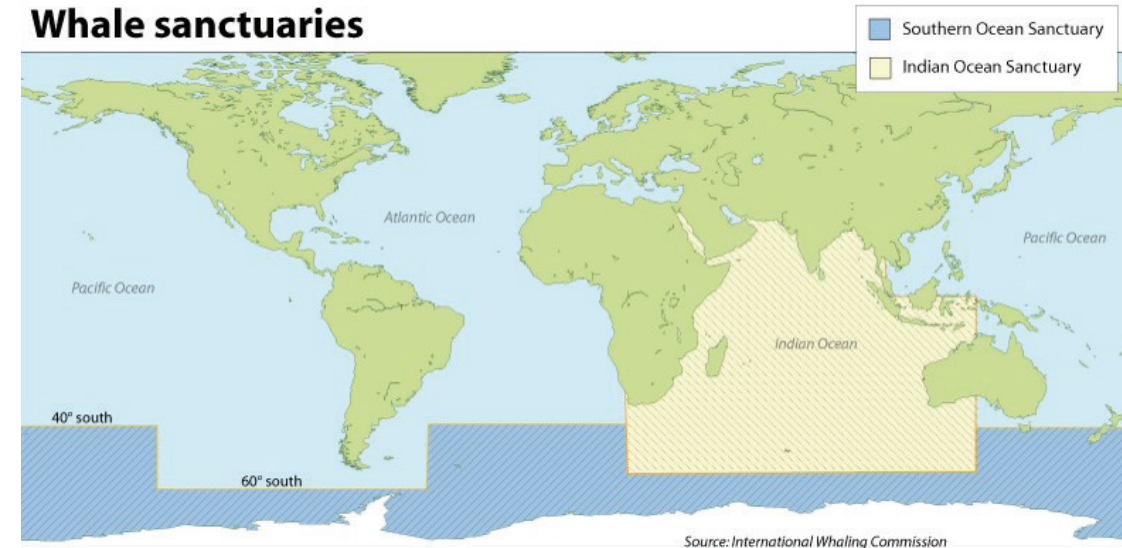 Whale sanctuaries
Southern Ocean Sanctuary
Indian Ocean Sanctuary
Atlantic Ocean
Pacific Ocean
Pacific Ocean
Indian Ocean
40° south
60° south
Source: International Whaling Commission